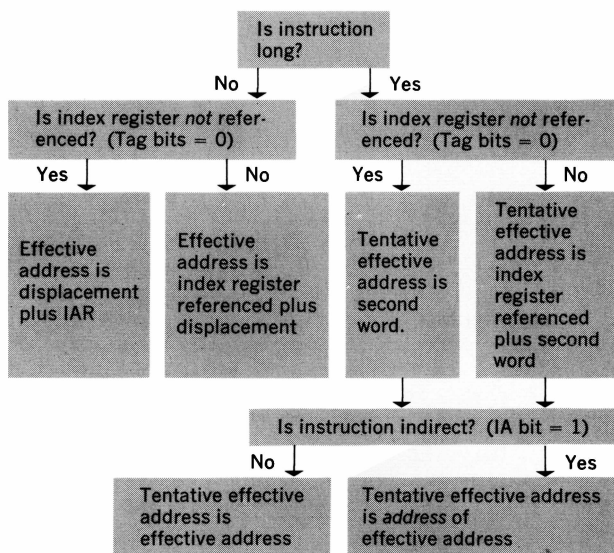 Is instruction
long?
No
Yes
Is index register not refer-
enced? (Tag bits = 0)
Is index register not refer-
enced? (Tag bits = 0)
Yes
No
Yes
No
Effective
address is
displacement
plus IAR
Effective
address is
index register
referenced plus
displacement
Tentative
effective
address is
second
word.
Tentative
effective
address is
index
register
referenced
plus second
word
Is instruction indirect? (IA bit = 1)
No
Yes
Tentative effective
address is
effective address
Tentative effective address
is address of
effective address